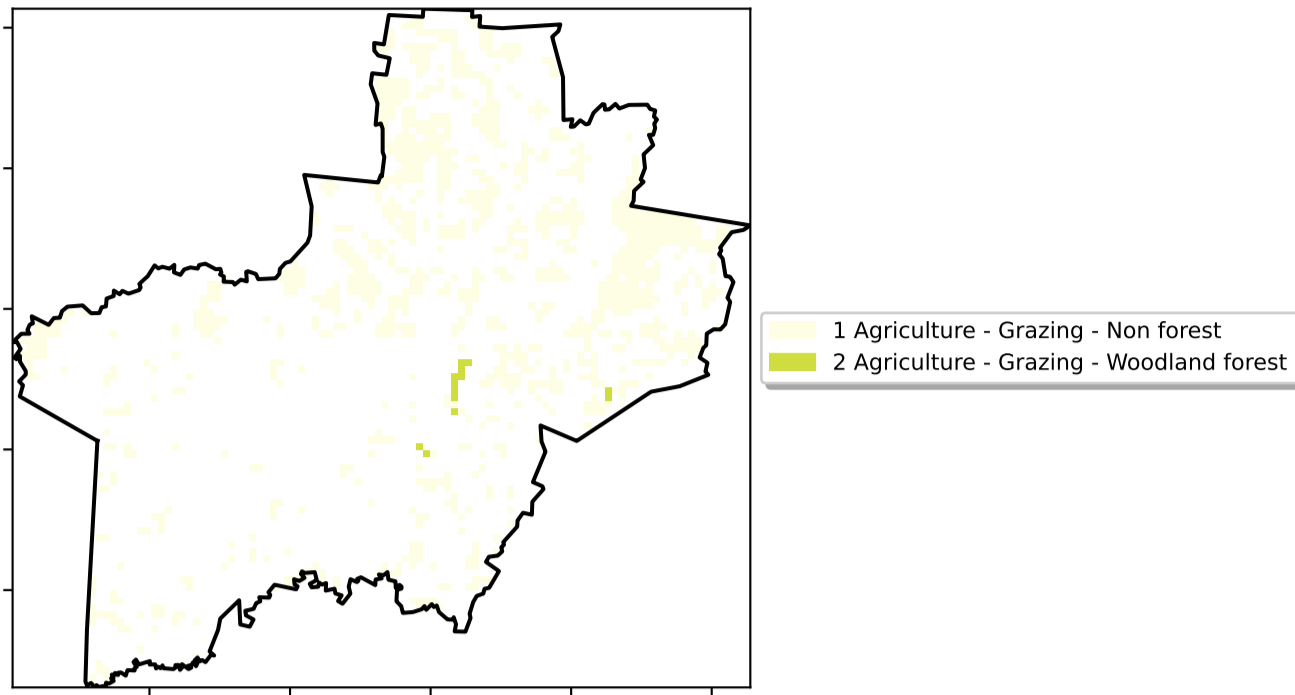 1 Agriculture - Grazing - Non forest
2 Agriculture - Grazing - Woodland forest